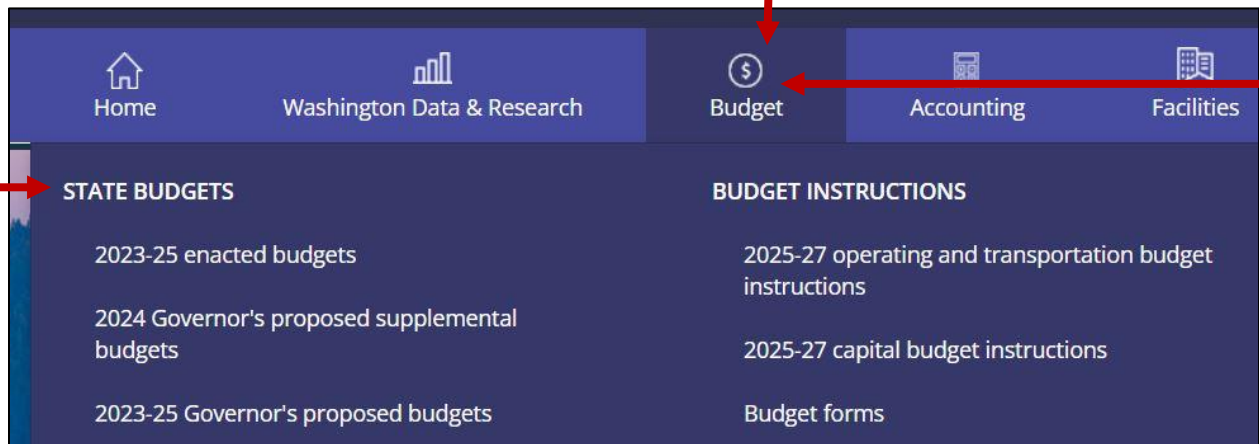 Home
Washington Data & Research
Budget
Accounting
Facilities
STATE BUDGETS
2023-25 enacted budgets
2024 Governor's proposed supplemental
budgets
2023-25 Governor's proposed budgets
BUDGET INSTRUCTIONS
2025-27 operating and transportation budget
instructions
2025-27 capital budget instructions
Budget forms